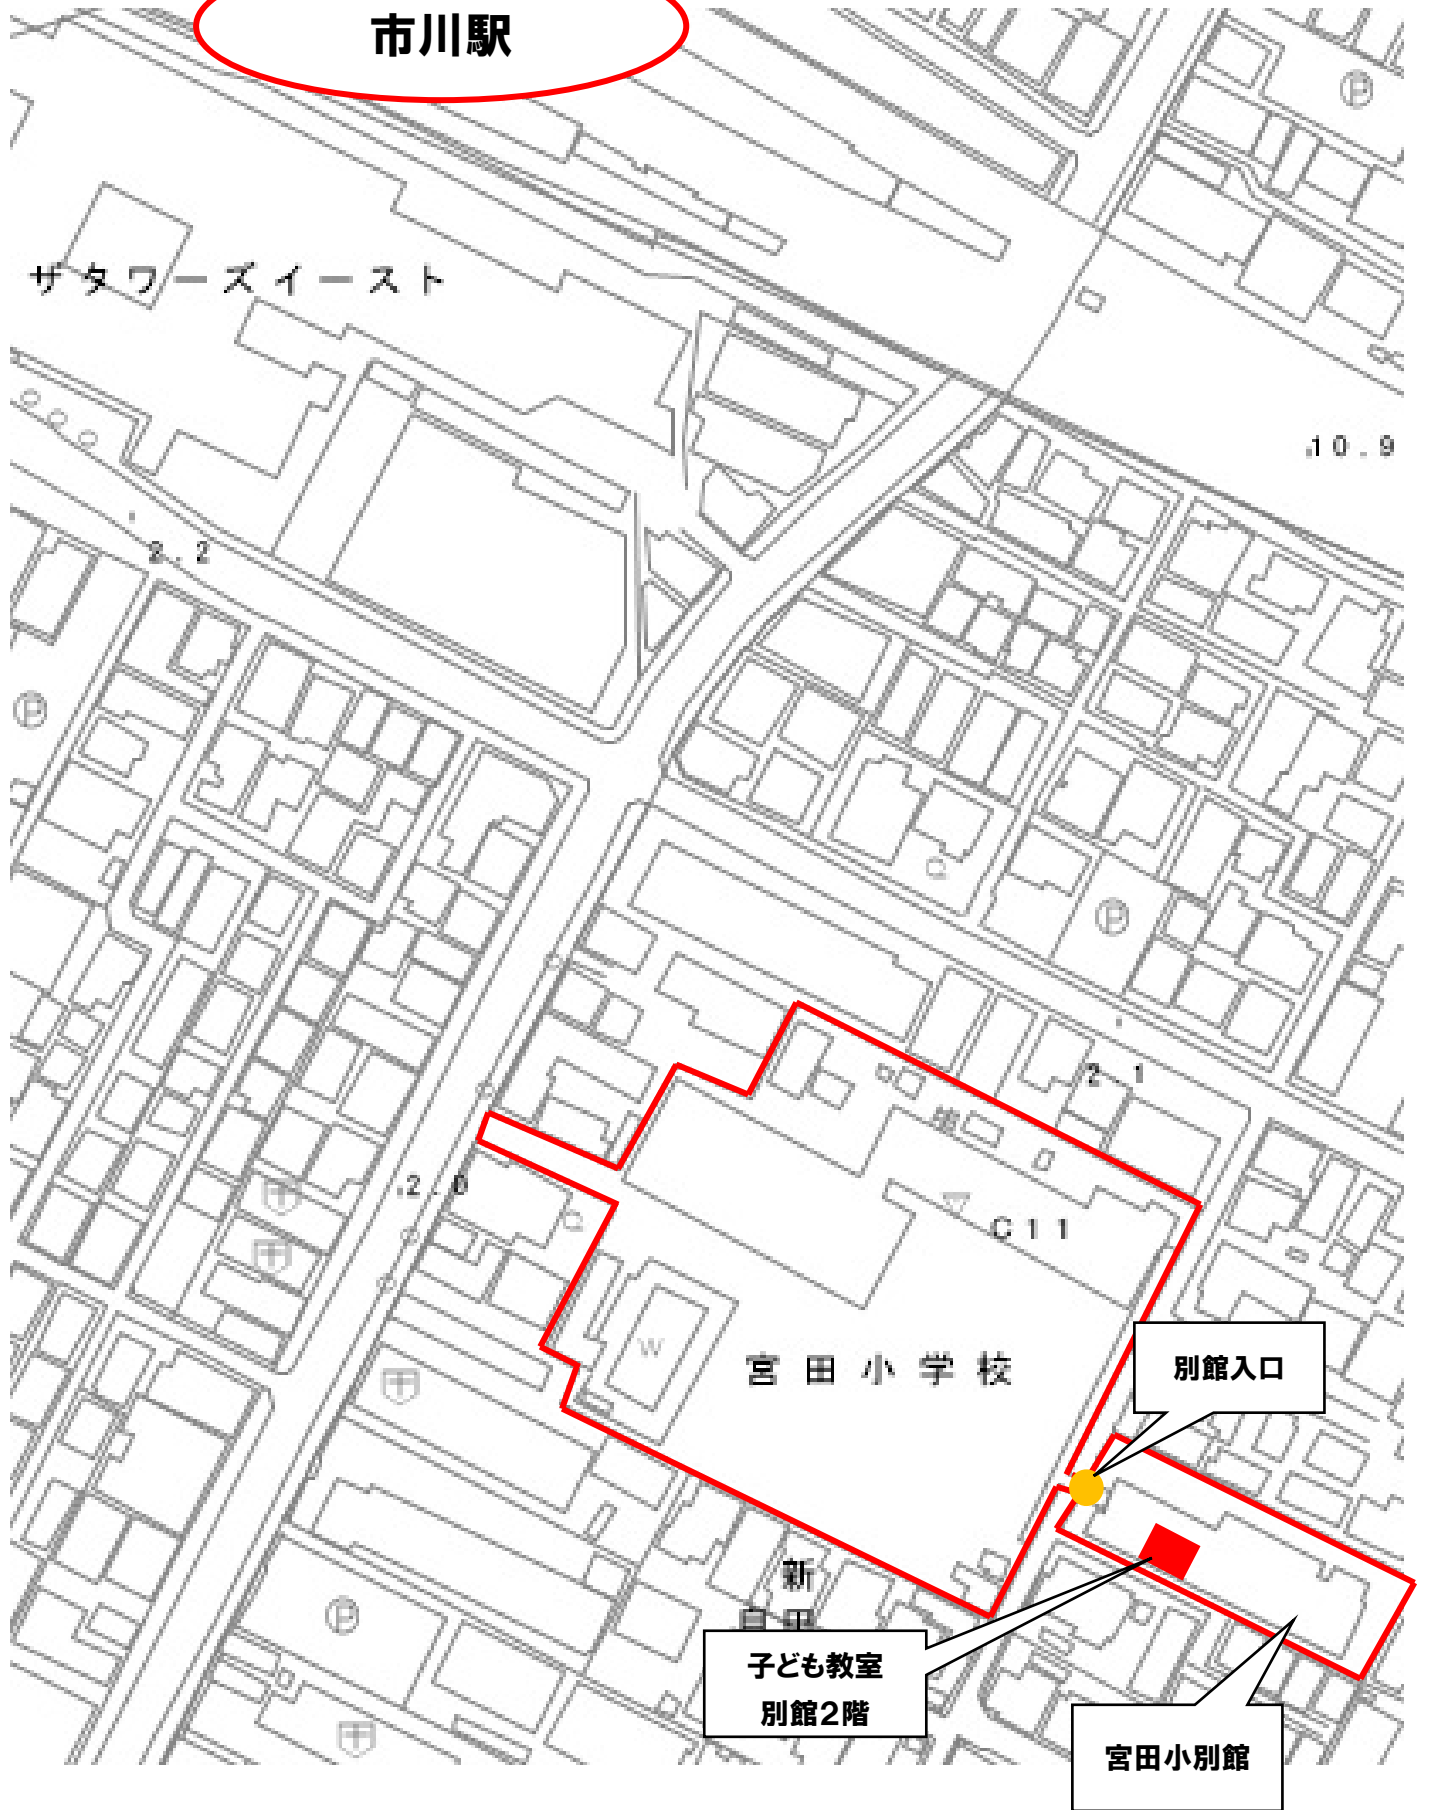 市川駅
Ⓟ
ザタワーズイースト
.10.9
2.2
Ⓟ
Ⓟ
2.1
.2.0
C11
W
宮田小学校
別館入口
新
Ⓟ
子ども教室
別館2階
宮田小別館